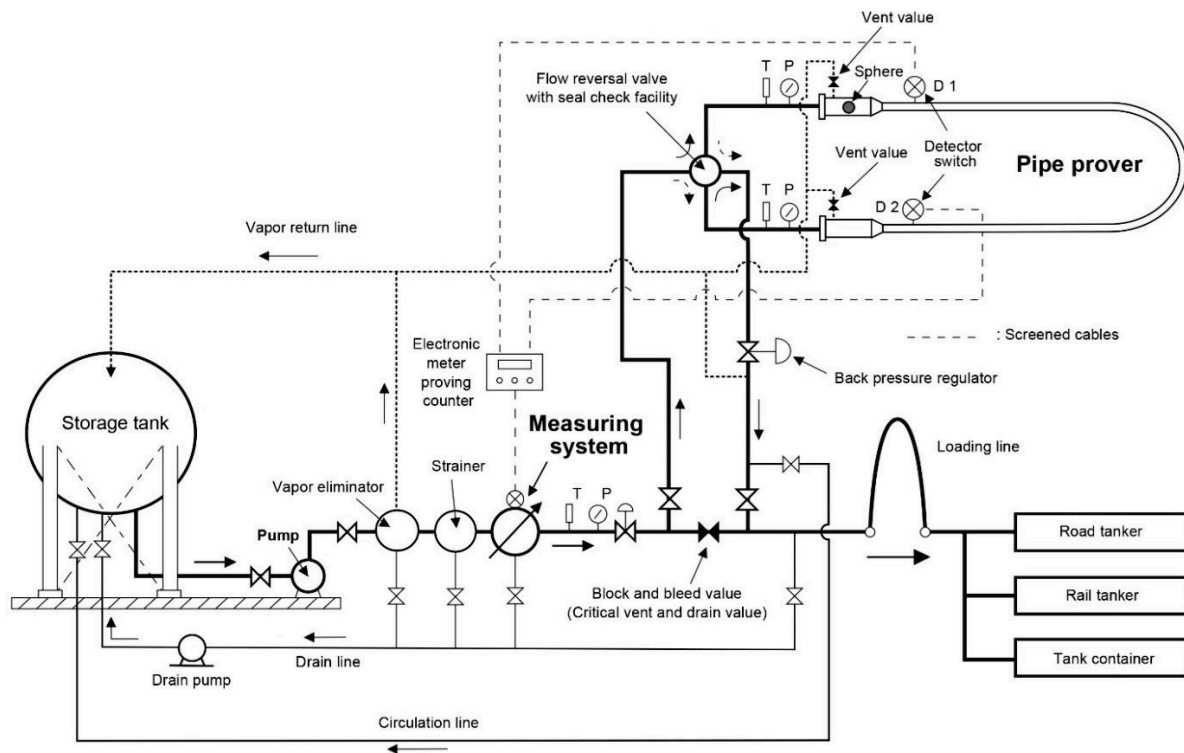 Vent value
T P
Sphere
D 1
Flow reversal valve
with seal check facility
Detector
switch
Pipe prover
Vent value
T P
D 2
Vapor return line
: Screened cables
Electronic
meter
proving
counter
Back pressure regulator
Storage tank
Measuring
system
Loading line
Strainer
Vapor eliminator
T P
Pump
Road tanker
Block and bleed value
(Critical vent and drain value)
Rail tanker
Drain line
Drain pump
Tank container
Circulation line